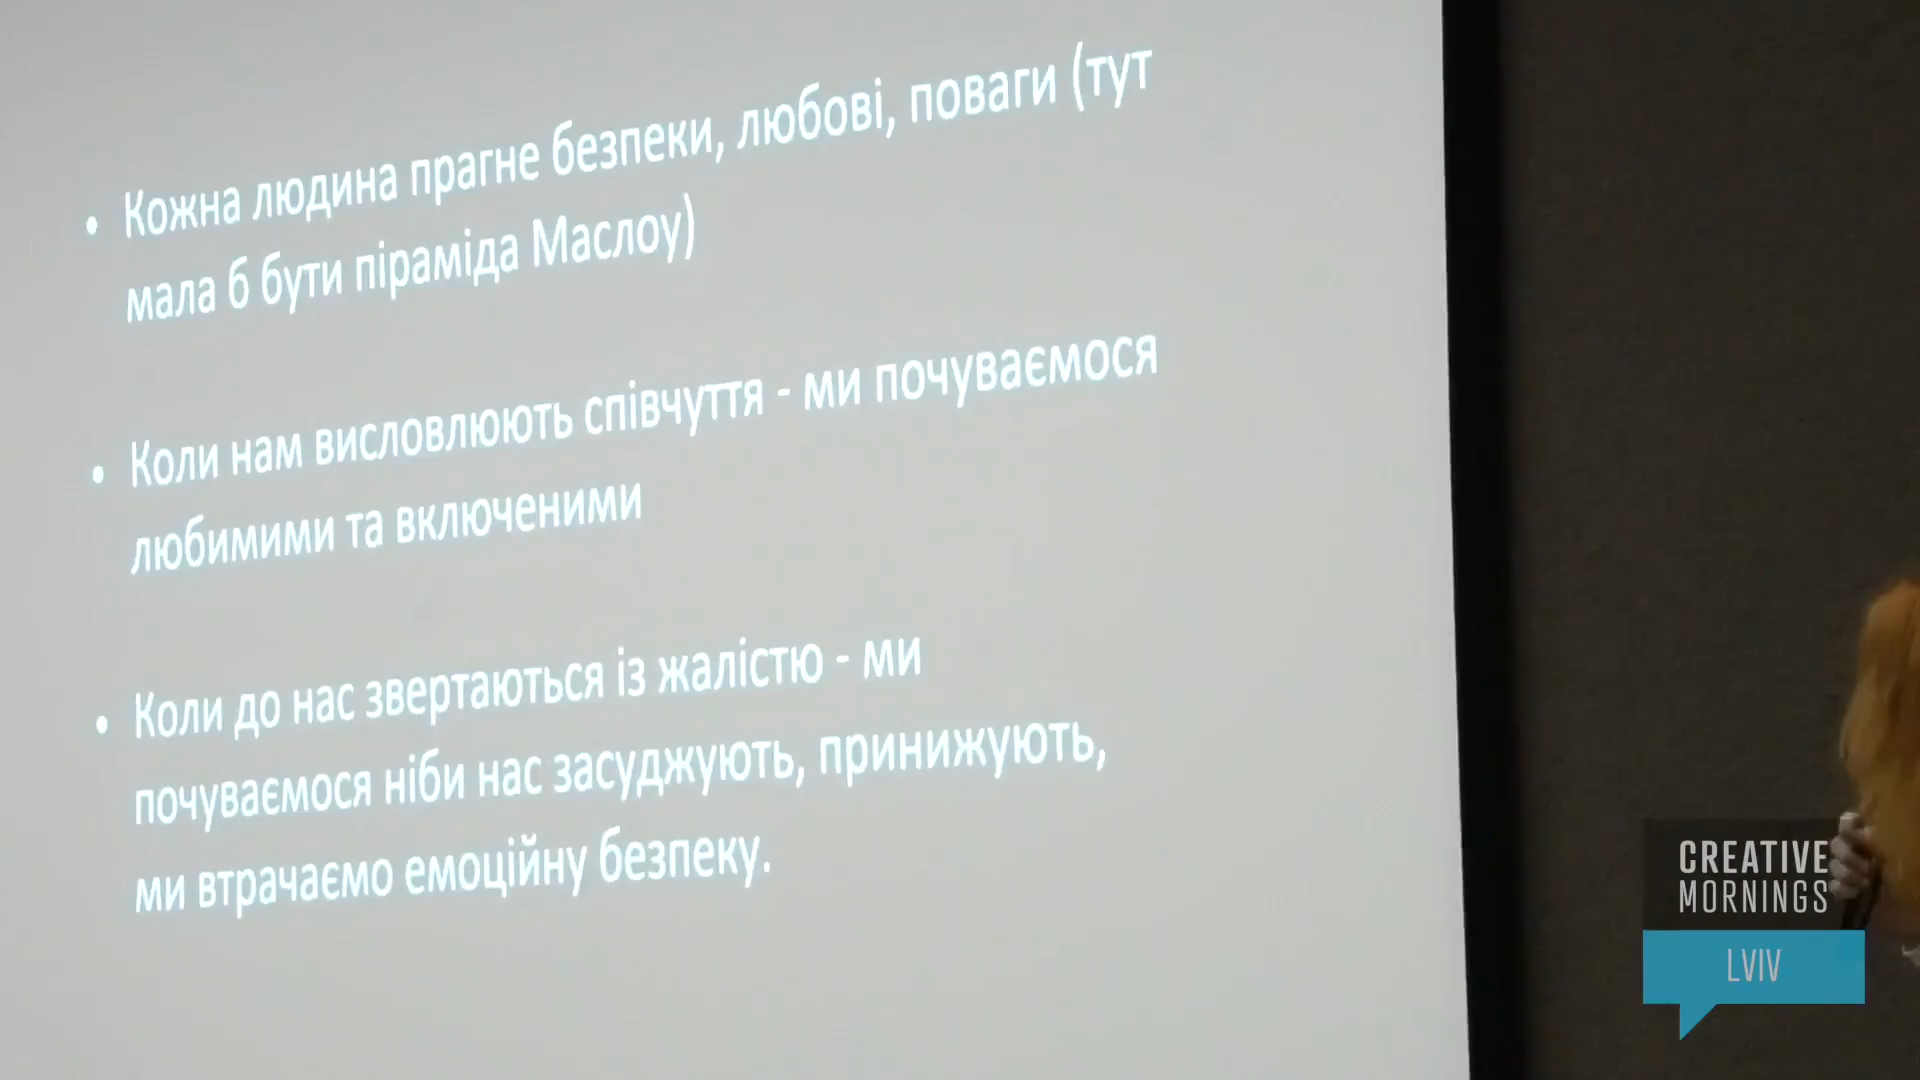 • Кожна людина прагне безпеки, любові, поваги (тут
мала б бути піраміда Маслоу)
• Коли нам висловлюють співчуття - ми почуваємося
любимими та включеними
• Коли до нас звертаються із жалістю - ми
почуваємося ніби нас засуджують, принижують,
ми втрачаємо емоційну безпеку.
CREATIVE
MORNINGS
LVIV